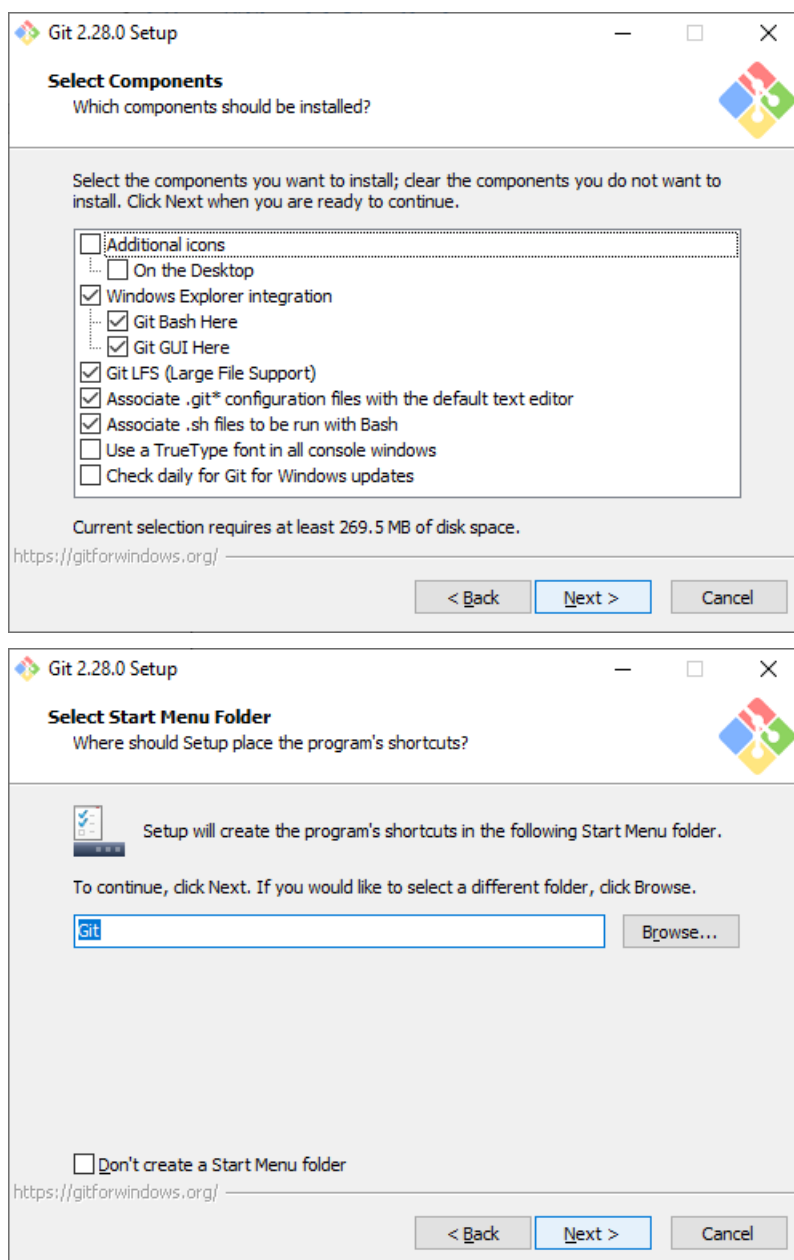 Git 2.28.0 Setup
Select Components
Which components should be installed?
Select the components you want to install; clear the components you do not want to
install. Click Next when you are ready to continue.
Additional icons
On the Desktop
Windows Explorer integration
Git Bash Here
Git GUI Here
Git LFS (Large File Support)
Associate .git* configuration files with the default text editor
Associate .sh files to be run with Bash
Use a TrueType font in all console windows
Check daily for Git for Windows updates
Current selection requires at least 269.5 MB of disk space.
https://gitforwindows.org/
< Back Next > Cancel
Git 2.28.0 Setup
Select Start Menu Folder
Where should Setup place the program's shortcuts?
Setup will create the program's shortcuts in the following Start Menu folder.
To continue, click Next. If you would like to select a different folder, click Browse.
Git Browse...
Don't create a Start Menu folder
https://gitforwindows.org/
< Back Next > Cancel